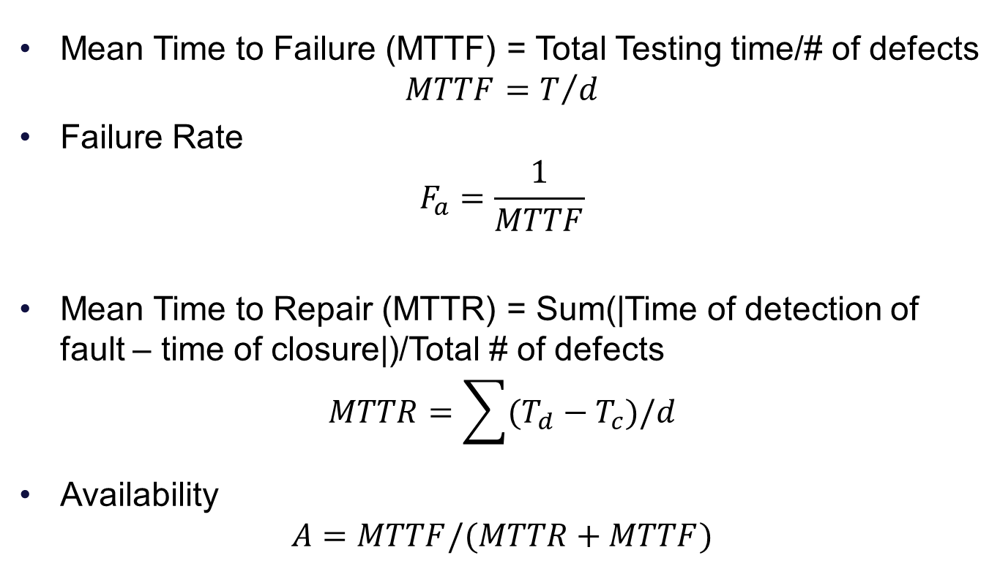 • Mean Time to Failure (MTTF) = Total Testing time/# of defects
MTTF = T/d
• Failure Rate
F_a = 1/MTTF
• Mean Time to Repair (MTTR) = Sum(|Time of detection of
fault – time of closure|)/Total # of defects
MTTR = ∑(T_d − T_c)/d
• Availability
A = MTTF/(MTTR + MTTF)